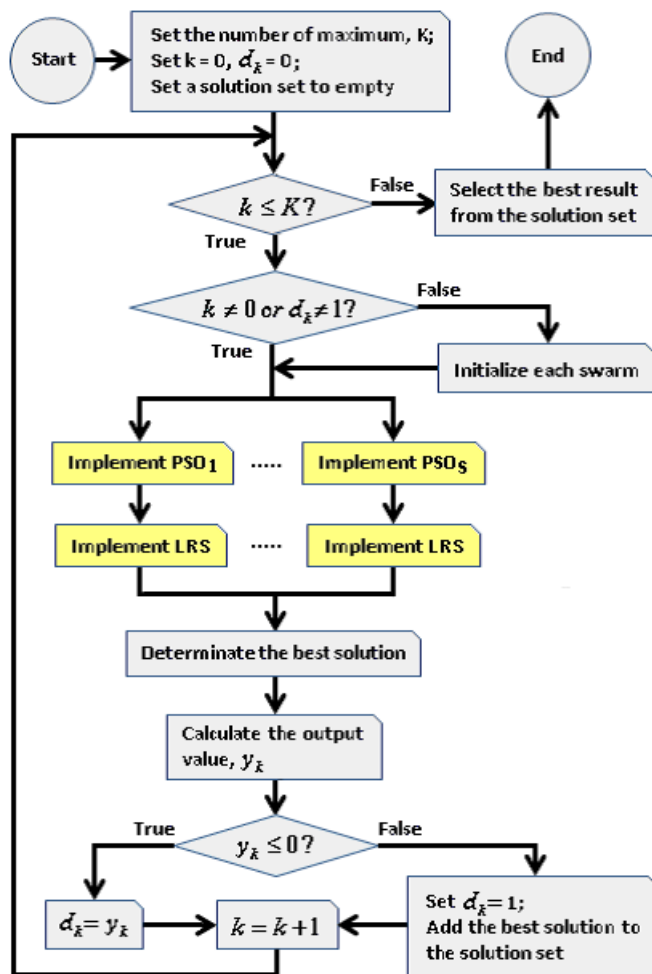 Start
Set the number of maximum, K;
Set k = 0, d_k = 0;
Set a solution set to empty
End
k ≤ K?
False
Select the best result
from the solution set
True
k ≠ 0 or d_k ≠ 1?
False
True
Initialize each swarm
Implement PSO1
.....
Implement PSOS
Implement LRS
.....
Implement LRS
Determinate the best solution
Calculate the output
value, y_k
y_k ≤ 0?
True
False
d_k = y_k
k = k + 1
Set d_k = 1;
Add the best solution to
the solution set